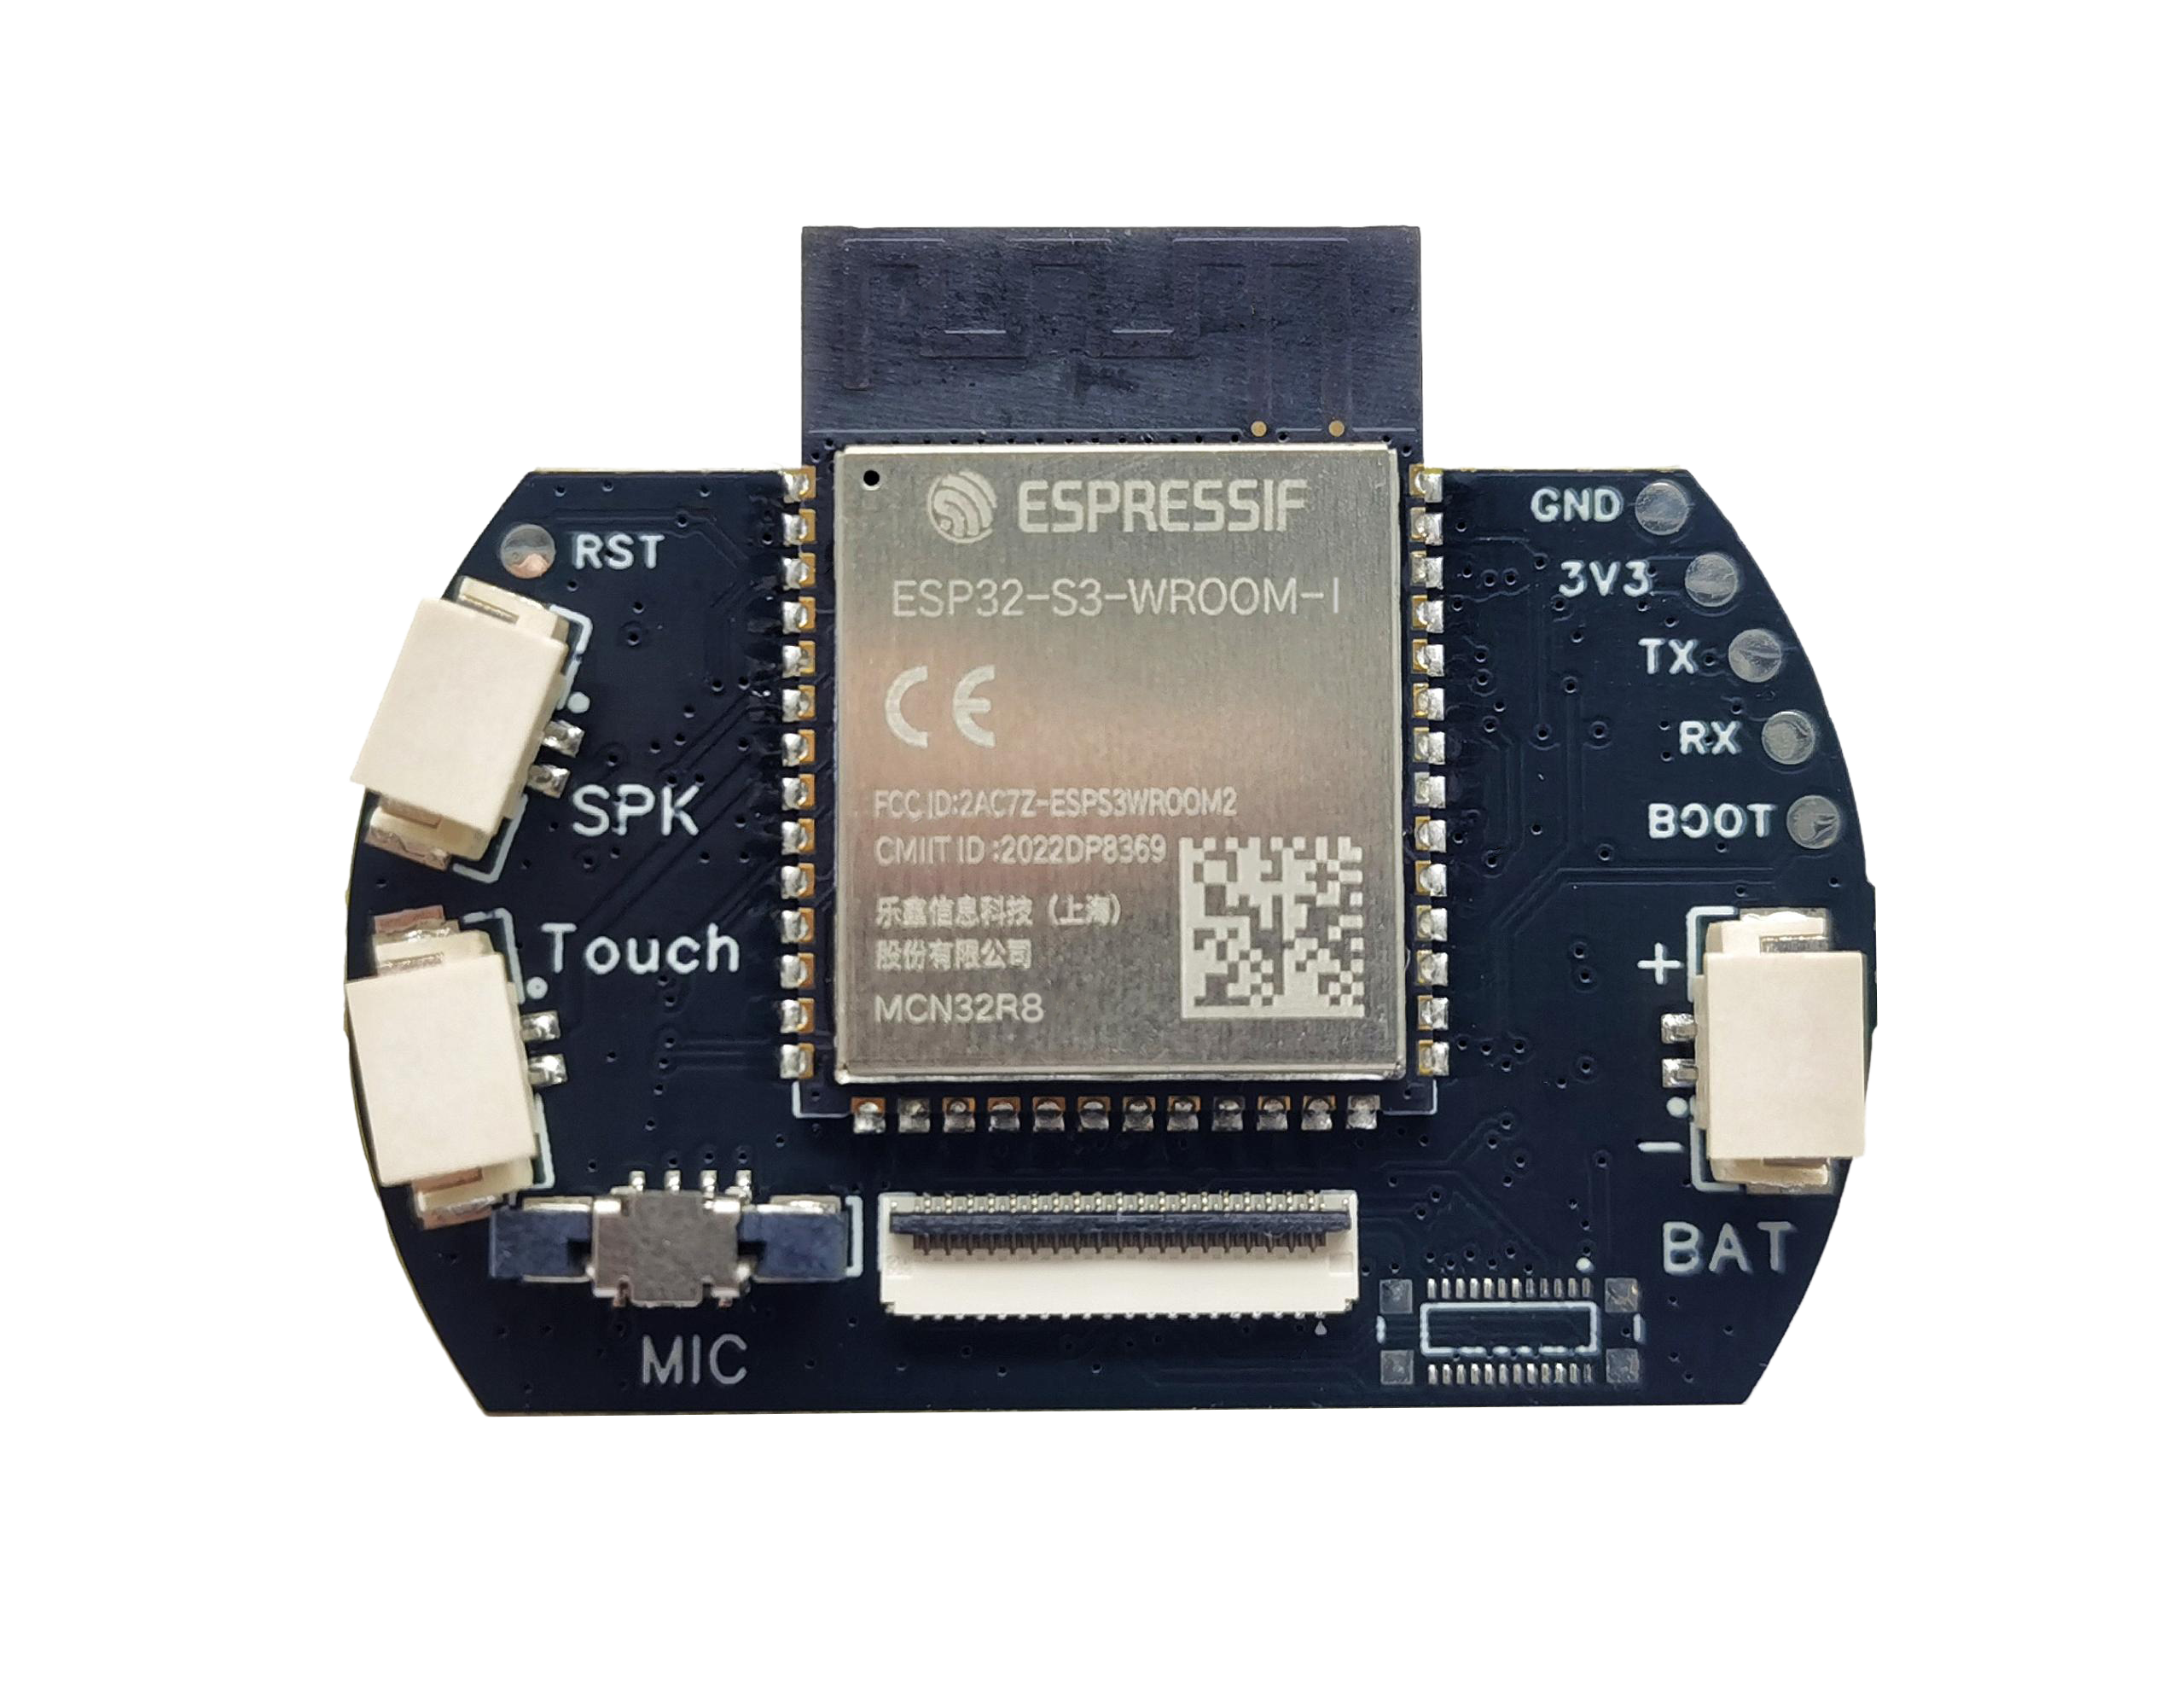 ESPRESSIF
ESP32-S3-WROOM-1
CE
FCC ID:2AC7Z-ESPS3WROOM2
CMIIT ID :2022DP8369
乐鑫信息科技（上海）
股份有限公司
MCN32R8
RST
SPK
Touch
MIC
GND
3V3
TX
RX
BOOT
+
-
BAT